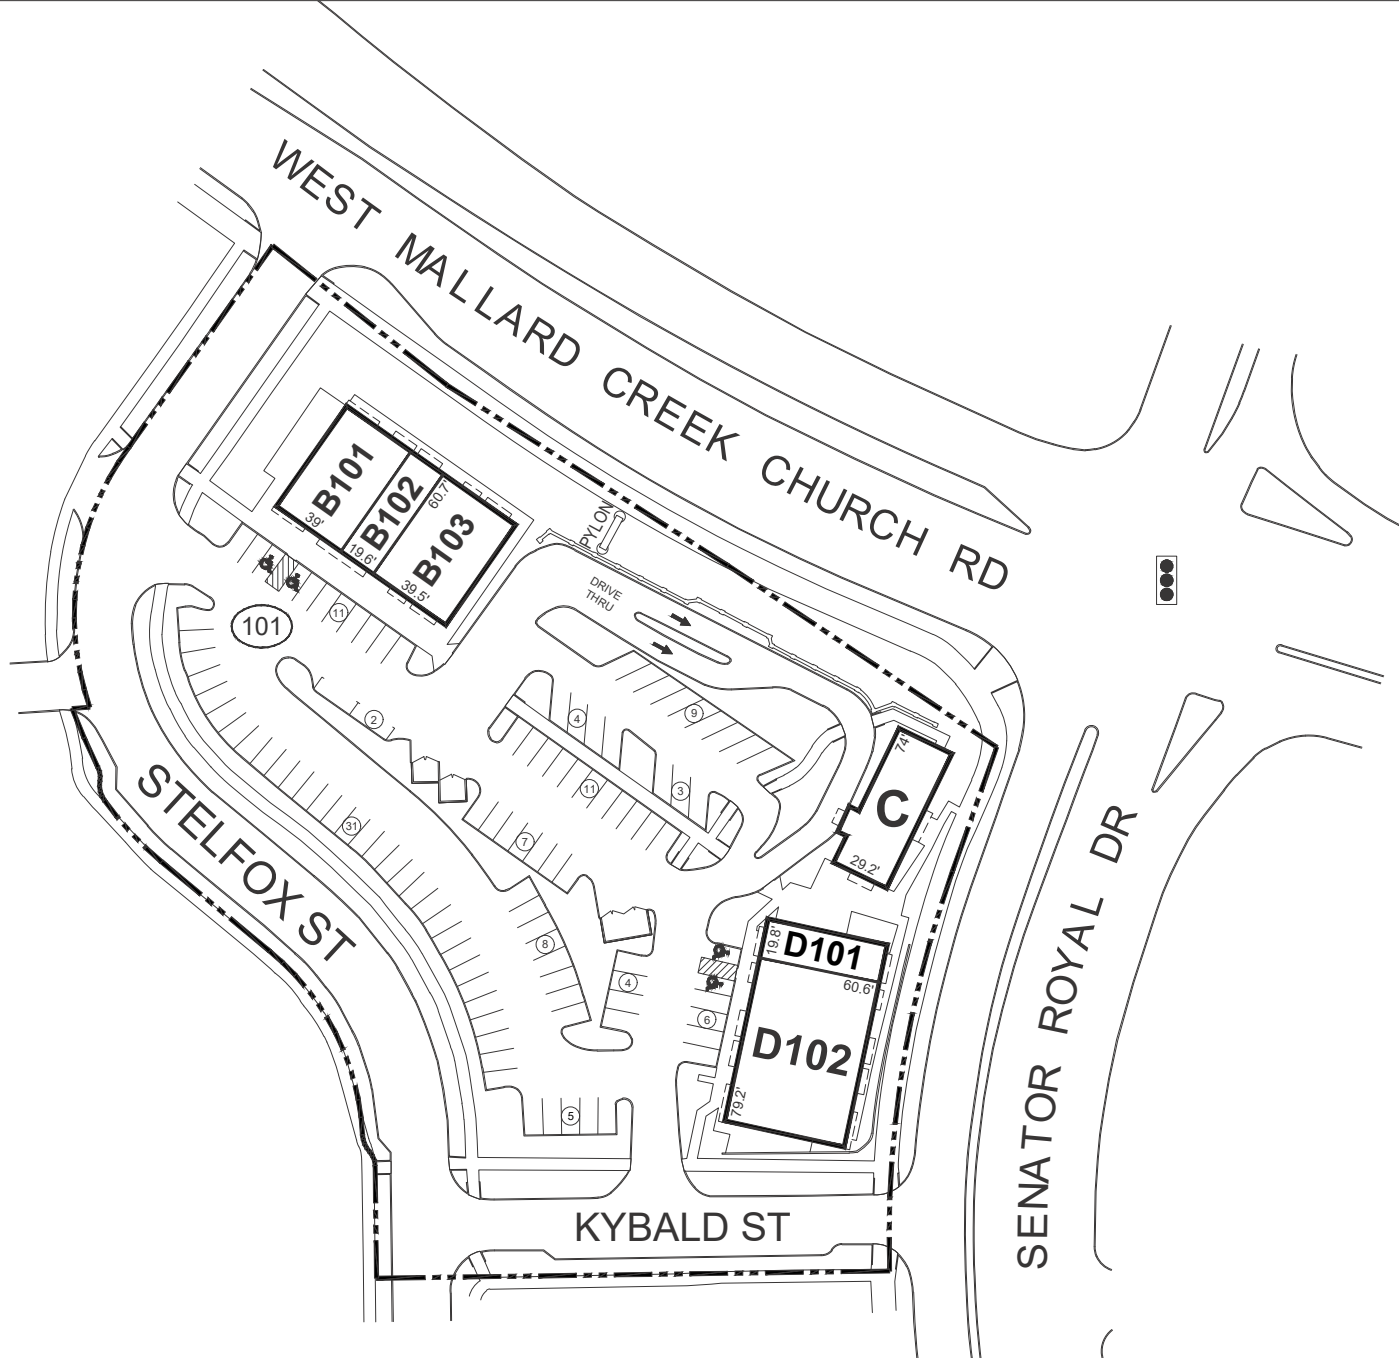 WEST MALLARD CREEK CHURCH RD
B101
39'
B102
19.6'
60.7'
B103
39.5'
PYLON
DRIVE
THRU
11
101
2
4
9
11
3
74'
C
29.2'
STELFOX ST
31
7
8
4
6
5
19.8'
D101
60.6'
D102
79.2'
SENATOR ROYAL DR
KYBALD ST